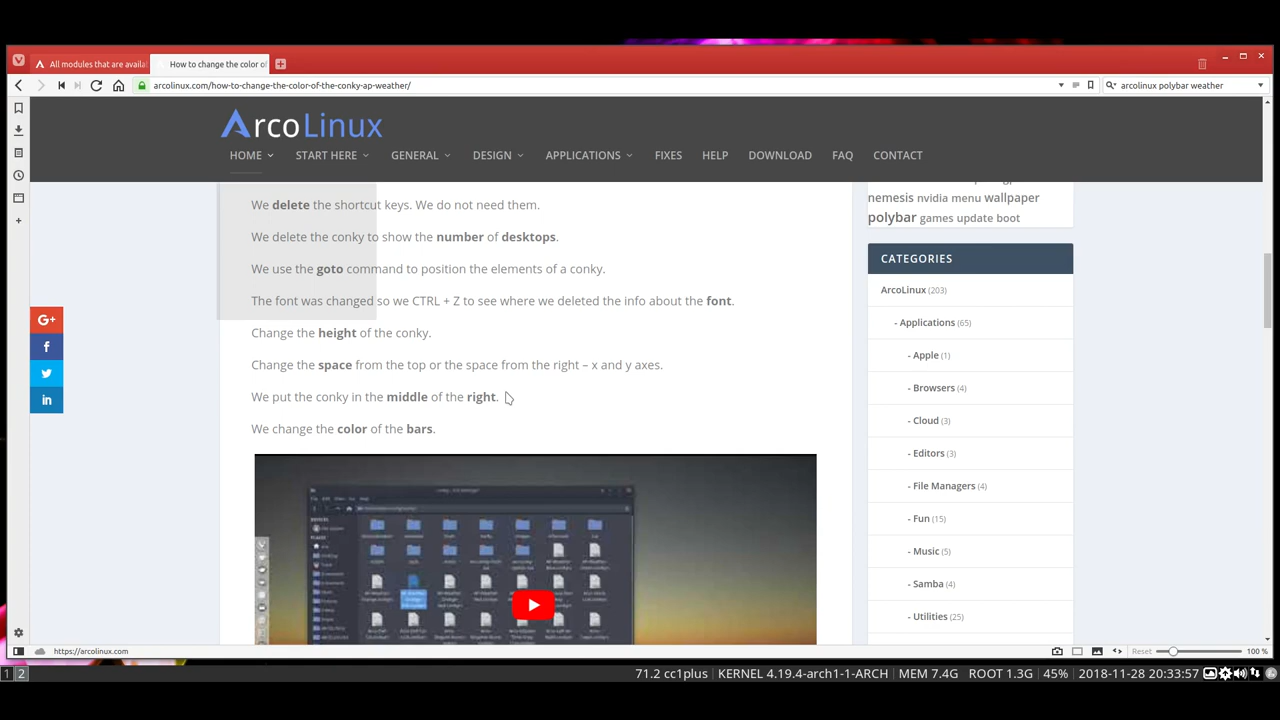 All modules that are availa
How to change the color of
arcolinux.com/how-to-change-the-color-of-the-conky-ap-weather/
arcolinux polybar weather
ArcoLinux
HOME
START HERE
GENERAL
DESIGN
APPLICATIONS
FIXES
HELP
DOWNLOAD
FAQ
CONTACT
We delete the shortcut keys. We do not need them.
We delete the conky to show the number of desktops.
We use the goto command to position the elements of a conky.
The font was changed so we CTRL + Z to see where we deleted the info about the font.
Change the height of the conky.
Change the space from the top or the space from the right – x and y axes.
We put the conky in the middle of the right.
We change the color of the bars.
nemesis nvidia menu wallpaper
polybar games update boot
CATEGORIES
ArcoLinux (203)
- Applications (65)
- Apple (1)
- Browsers (4)
- Cloud (3)
- Editors (3)
- File Managers (4)
- Fun (15)
- Music (5)
- Samba (4)
- Utilities (25)
G+
f
in
https://arcolinux.com
Reset
100 %
1 2
71.2 cc1plus | KERNEL 4.19.4-arch1-1-ARCH | MEM 7.4G | ROOT 1.3G | 45% | 2018-11-28 20:33:57